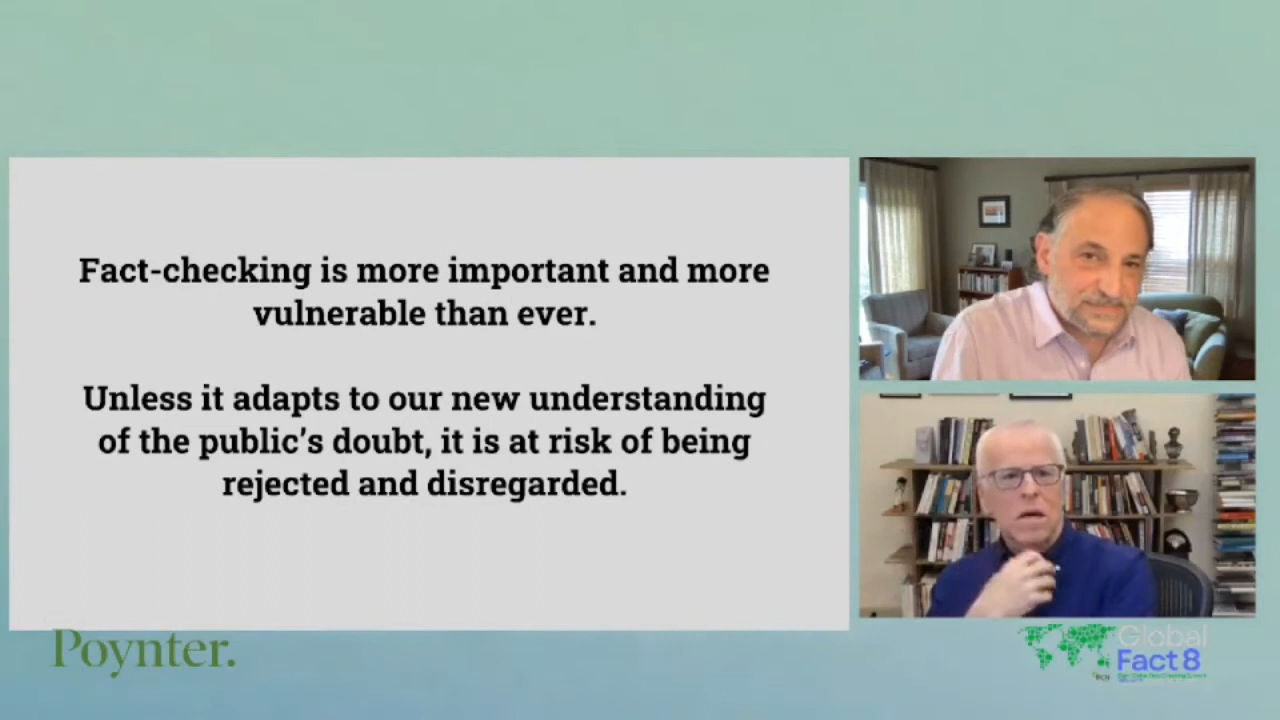 Fact-checking is more important and more
vulnerable than ever.
Unless it adapts to our new understanding
of the public's doubt, it is at risk of being
rejected and disregarded.
Poynter.
Global
Fact 8